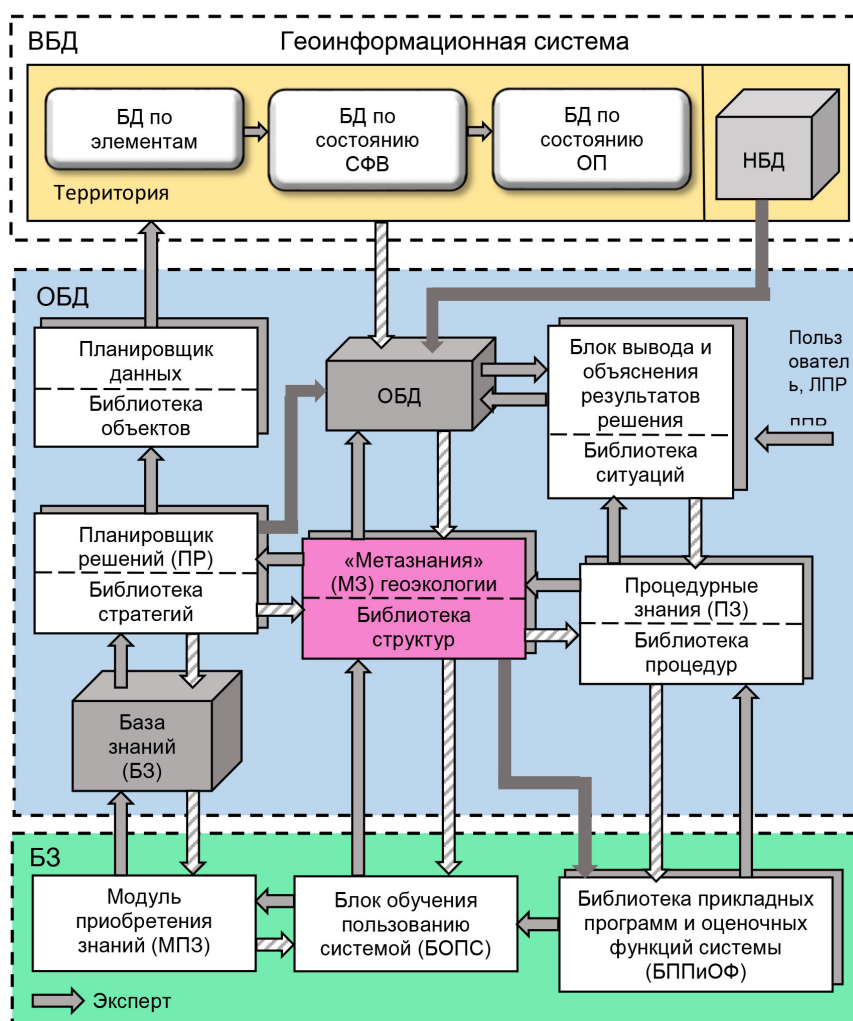 ВБД
Геоинформационная система
БД по
элементам
БД по
состоянию
СФВ
БД по
состоянию
ОП
НБД
Территория
ОБД
Планировщик
данных
Библиотека
объектов
ОБД
Блок вывода и
объяснения
результатов
решения
Библиотека
ситуаций
Польз
овател
ь, ЛПР
ЛПР
Планировщик
решений (ПР)
Библиотека
стратегий
«Метазнания»
(МЗ) геоэкологии
Библиотека
структур
Процедурные
знания (ПЗ)
Библиотека
процедур
База
знаний
(БЗ)
БЗ
Модуль
приобретения
знаний (МПЗ)
Блок обучения
пользованию
системой (БОПС)
Библиотека прикладных
программ и оценочных
функций системы
(БППиОФ)
Эксперт